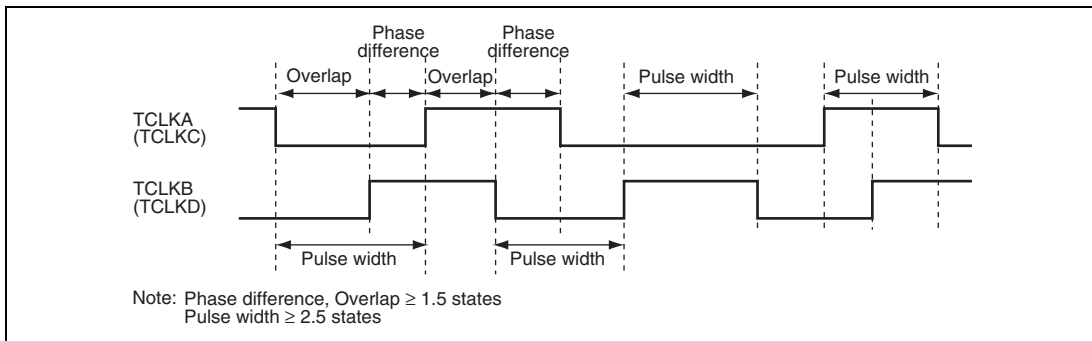 Phase difference
Phase difference
Overlap
Overlap
Pulse width
Pulse width
TCLKA
(TCLKC)
TCLKB
(TCLKD)
Pulse width
Pulse width
Note: Phase difference, Overlap ≥ 1.5 states
Pulse width ≥ 2.5 states